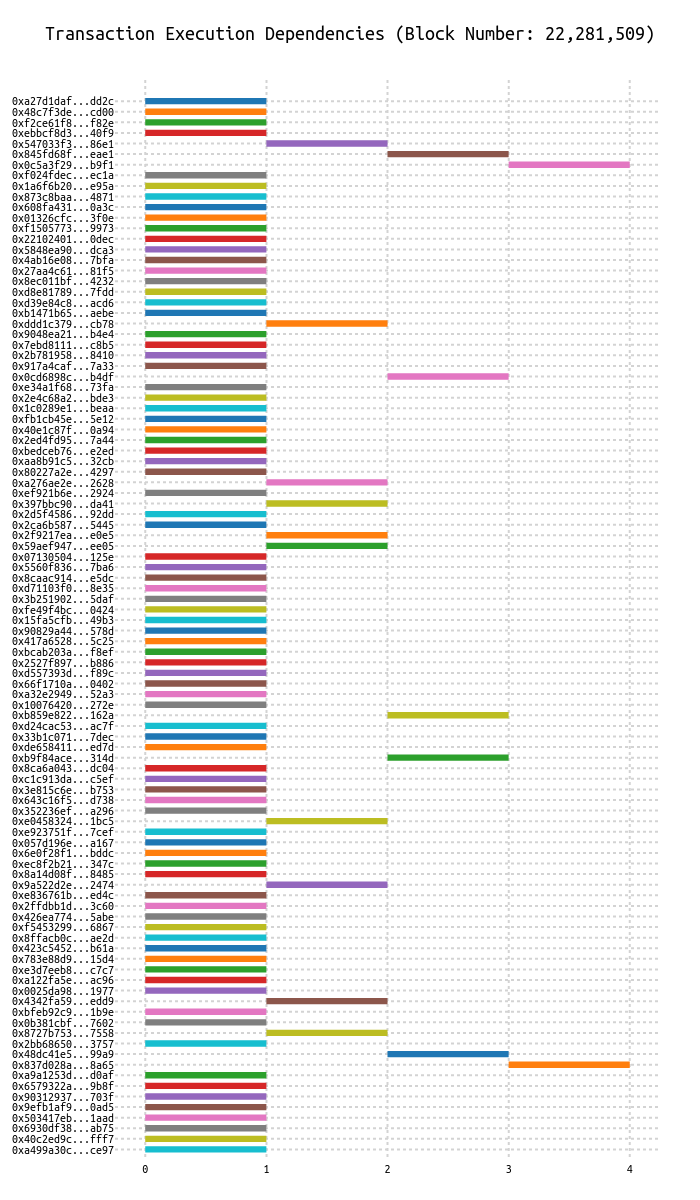 Transaction Execution Dependencies (Block Number: 22,281,509)
0xa27d1daf...dd2c
0x48c7f3de...cd00
0xf2ce61f8...f82e
0xebbcf8d3...40f9
0x547033f3...86e1
0x845fd68f...eae1
0x0c5a3f29...b9f1
0xf024fdec...ec1a
0x1a6f6b20...e95a
0x873c8baa...4871
0x608fa431...0a3c
0x01326cfc...3f0e
0xf1505773...9973
0x22102401...0dec
0x5848ea90...dca3
0x4ab16e08...7bfa
0x27aa4c61...81f5
0x8ec011bf...4232
0xd8e81789...7fdd
0xd39e84c8...acd6
0xb1471b65...aebe
0xddd1c379...cb78
0x9048ea21...b4e4
0x7ebd8111...c8b5
0x2b781958...8410
0x917a4caf...7a33
0x0cd6898c...b4df
0xe34a1f68...73fa
0x2e4c68a2...bde3
0x1c0289e1...beaa
0xfb1cb45e...5e12
0x40e1c87f...0a94
0x2ed4fd95...7a44
0xbedceb76...e2ed
0xaa8b91c5...32cb
0x80227a2e...4297
0xa276ae2e...2628
0xef921b6e...2924
0x397bbc90...da41
0x2d5f4586...92dd
0x2ca6b587...5445
0x2f9217ea...e0e5
0x59aef947...ee05
0x07130504...125e
0x5560f836...7ba6
0x8caac914...e5dc
0xd71103f0...8e35
0x3b251902...5daf
0xfe49f4bc...0424
0x15fa5cfb...49b3
0x90829a44...578d
0x417a6528...5c25
0xbcab203a...f8ef
0x2527f897...b886
0xd557393d...f89c
0x66f1710a...0402
0xa32e2949...52a3
0x10076420...272e
0xb859e822...162a
0xd24cac53...ac7f
0x33b1c071...7dec
0xde658411...ed7d
0xb9f84ace...314d
0x8ca6a043...dc04
0xc1c913da...c5ef
0x3e815c6e...b753
0x643c16f5...d738
0x352236ef...a296
0xe0458324...1bc5
0xe923751f...7cef
0x057d196e...a167
0x6e0f28f1...bddc
0xec8f2b21...347c
0x8a14d08f...8485
0x9a522d2e...2474
0xe836761b...ed4c
0x2ffdbb1d...3c60
0x426ea774...5abe
0xf5453299...6867
0x8ffacb0c...ae2d
0x423c5452...b61a
0x783e88d9...15d4
0xe3d7eeb8...c7c7
0xa122fa5e...ac96
0x0025da98...1977
0x4342fa59...edd9
0xbfeb92c9...1b9e
0x0b381cbf...7602
0x8727b753...7558
0x2bb68650...3757
0x48dc41e5...99a9
0x837d028a...8a65
0xa9a1253d...d0af
0x6579322a...9b8f
0x90312937...703f
0x9efb1af9...0ad5
0x503417eb...1aad
0x6930df38...ab75
0x40c2ed9c...fff7
0xa499a30c...ce97
0 1 2 3 4